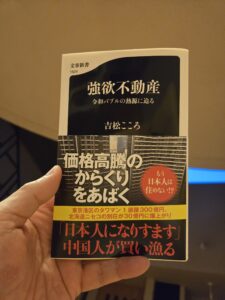 文春新書
強欲不動産
令和バブルの熱源に迫る
吉松こころ
価格高騰の
からくり
をあばく
もう
日本人は
住めない!?
東京港区のタワマン1億が300億円、
北海道ニセコの別荘が30億円に爆上がり
「日本人になりすます」
中国人が買い漁る